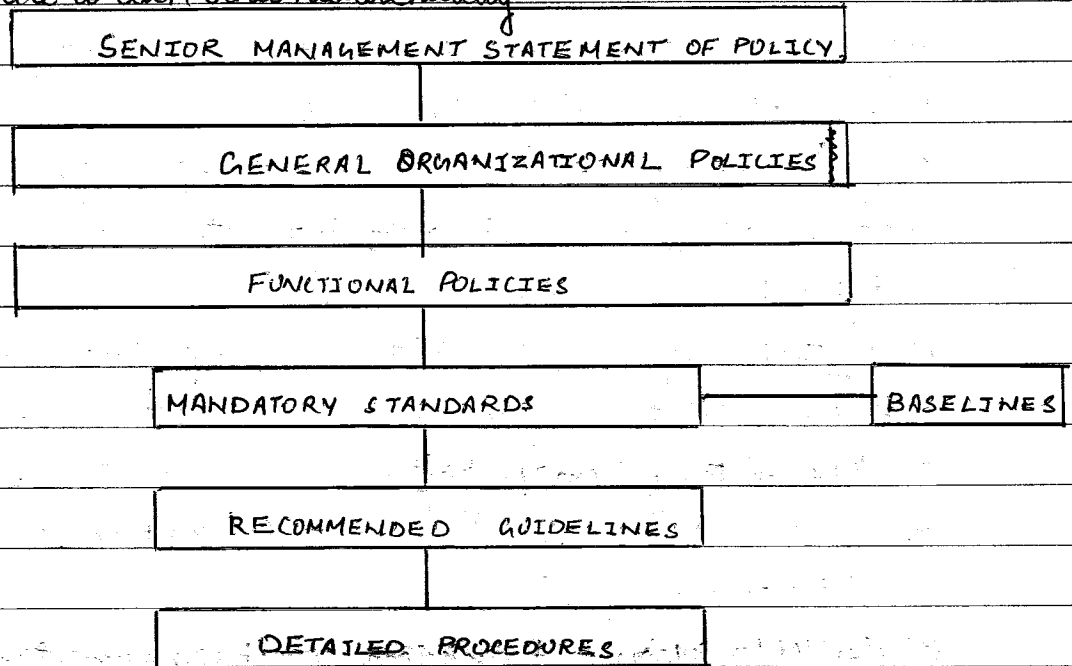 SENIOR MANAGEMENT STATEMENT OF POLICY
GENERAL ORGANIZATIONAL POLICIES
FUNCTIONAL POLICIES
MANDATORY STANDARDS BASELINES
RECOMMENDED GUIDELINES
DETAILED PROCEDURES